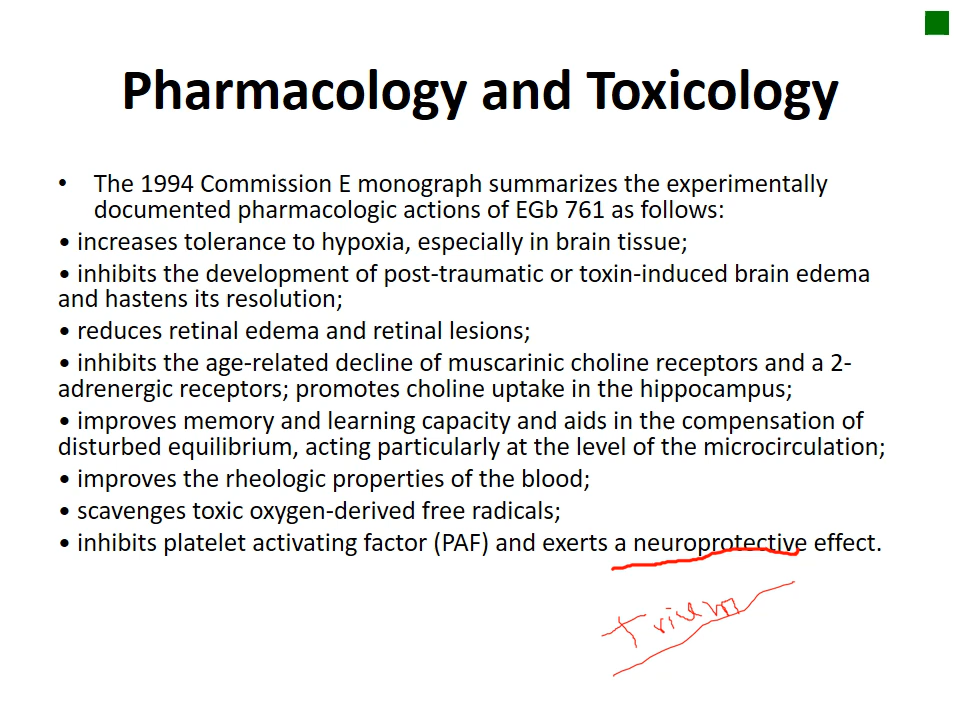 Pharmacology and Toxicology
• The 1994 Commission E monograph summarizes the experimentally
documented pharmacologic actions of EGb 761 as follows:
• increases tolerance to hypoxia, especially in brain tissue;
• inhibits the development of post-traumatic or toxin-induced brain edema
and hastens its resolution;
• reduces retinal edema and retinal lesions;
• inhibits the age-related decline of muscarinic choline receptors and a 2-
adrenergic receptors; promotes choline uptake in the hippocampus;
• improves memory and learning capacity and aids in the compensation of
disturbed equilibrium, acting particularly at the level of the microcirculation;
• improves the rheologic properties of the blood;
• scavenges toxic oxygen-derived free radicals;
• inhibits platelet activating factor (PAF) and exerts a neuroprotective effect.